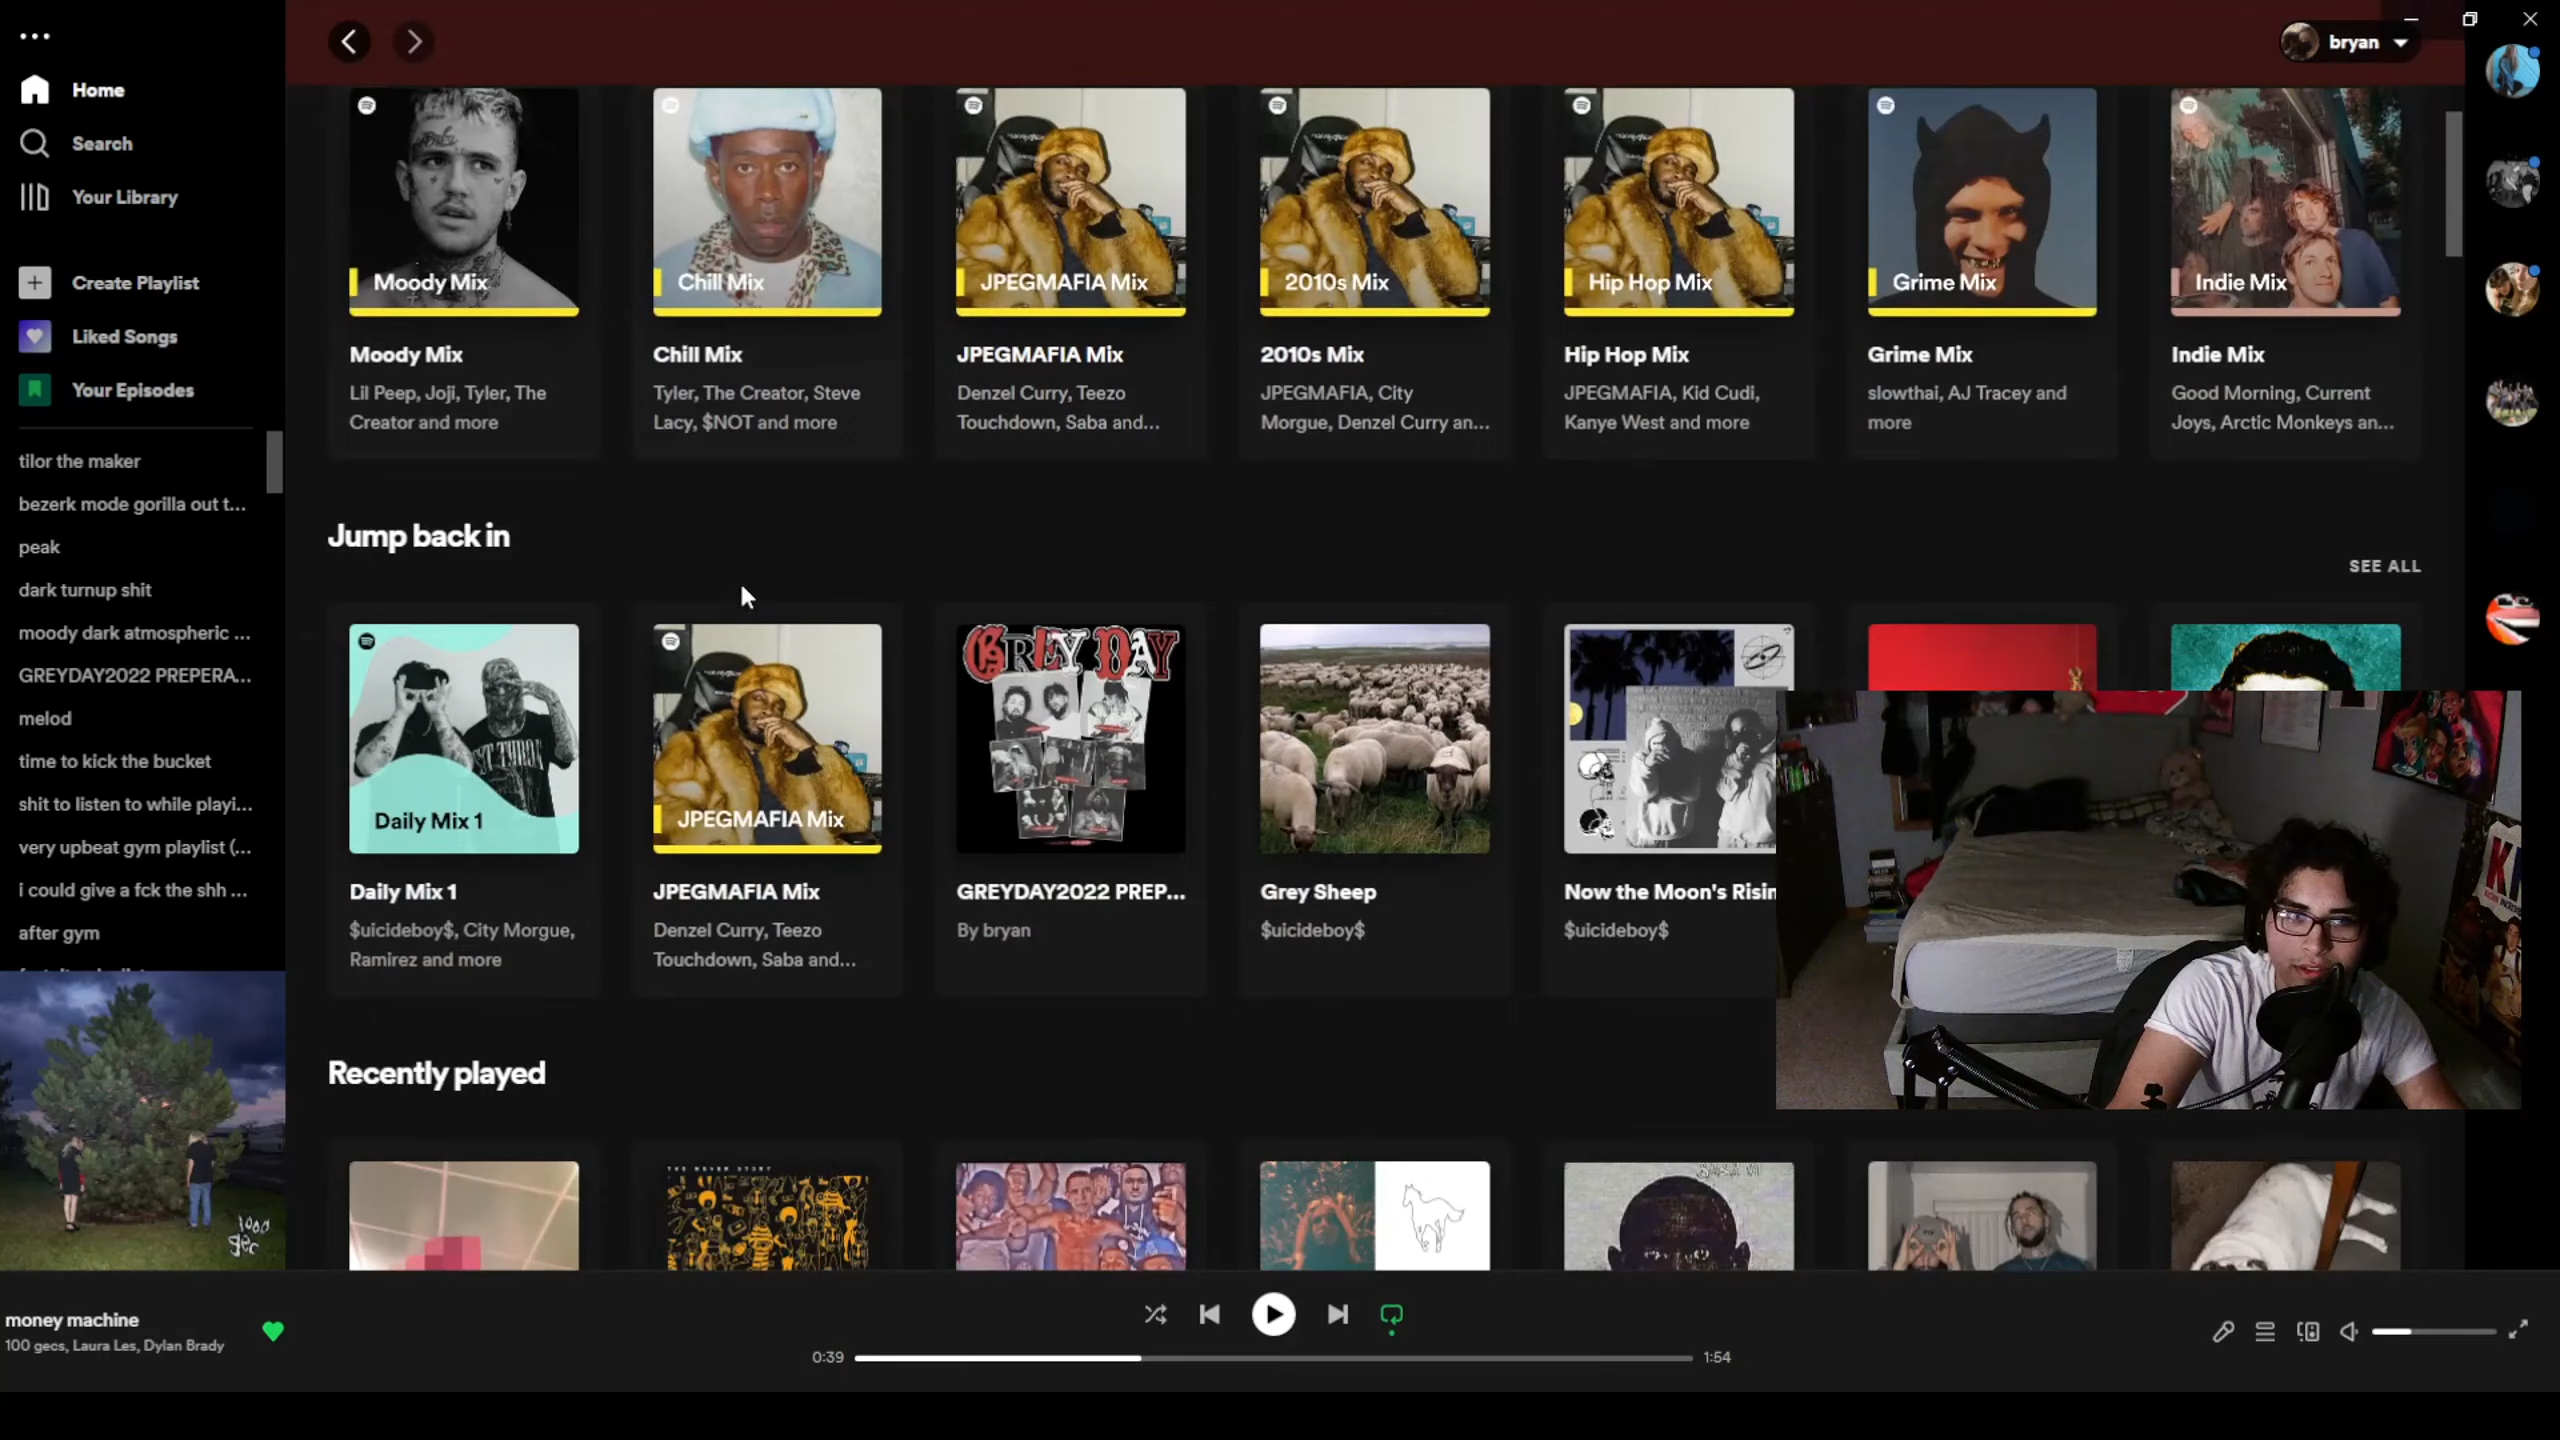 bryan
Home
Search
Your Library
Create Playlist
Liked Songs
Your Episodes
tilor the maker
bezerk mode gorilla out t...
peak
dark turnup shit
moody dark atmospheric ...
GREYDAY2022 PREPERA...
melod
time to kick the bucket
shit to listen to while playi...
very upbeat gym playlist (...
i could give a fck the shh ...
after gym
Moody Mix
Chill Mix
JPEGMAFIA Mix
2010s Mix
Hip Hop Mix
Grime Mix
Indie Mix
Moody Mix
Lil Peep, Joji, Tyler, The
Creator and more
Chill Mix
Tyler, The Creator, Steve
Lacy, $NOT and more
JPEGMAFIA Mix
Denzel Curry, Teezo
Touchdown, Saba and...
2010s Mix
JPEGMAFIA, City
Morgue, Denzel Curry an...
Hip Hop Mix
JPEGMAFIA, Kid Cudi,
Kanye West and more
Grime Mix
slowthai, AJ Tracey and
more
Indie Mix
Good Morning, Current
Joys, Arctic Monkeys an...
Jump back in
SEE ALL
Daily Mix 1
JPEGMAFIA Mix
GREY DAY
Daily Mix 1
$uicideboy$, City Morgue,
Ramirez and more
JPEGMAFIA Mix
Denzel Curry, Teezo
Touchdown, Saba and...
GREYDAY2022 PREP...
By bryan
Grey Sheep
$uicideboy$
Now the Moon's Risin
$uicideboy$
Recently played
THE NEVER STORY
money machine
100 gecs, Laura Les, Dylan Brady
0:39
1:54